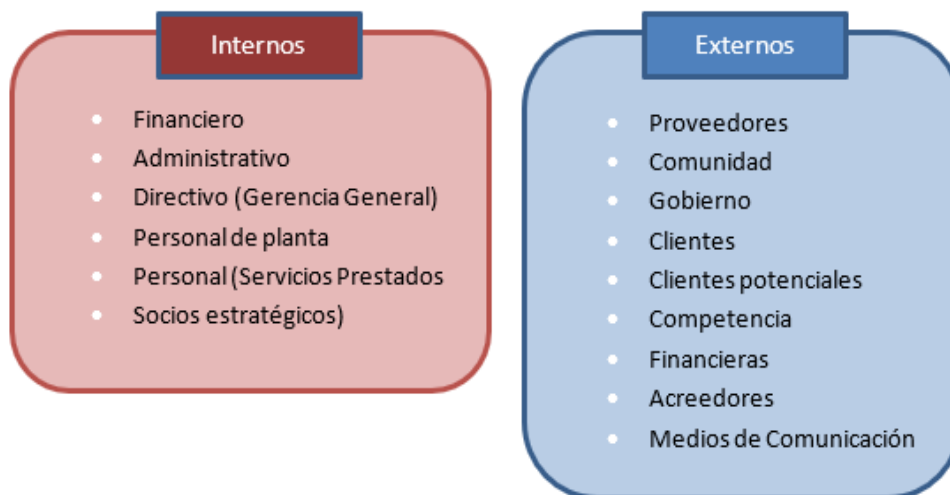 Internos
Financiero
Administrativo
Directivo (Gerencia General)
Personal de planta
Personal (Servicios Prestados
Socios estratégicos)
Externos
Proveedores
Comunidad
Gobierno
Clientes
Clientes potenciales
Competencia
Financieras
Acreedores
Medios de Comunicación